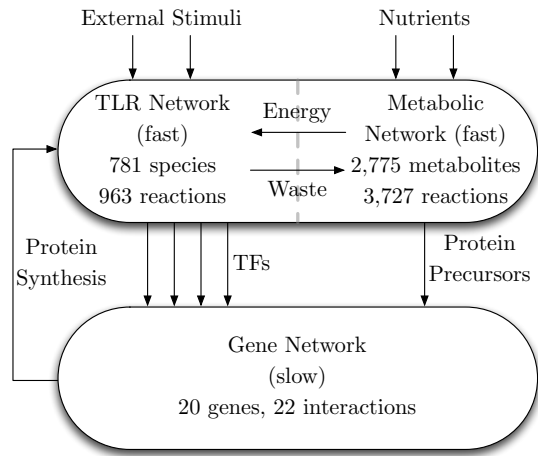 External Stimuli
Nutrients
TLR Network
(fast)
781 species
963 reactions
Energy
Waste
Metabolic
Network (fast)
2,775 metabolites
3,727 reactions
Protein
Synthesis
TFs
Protein
Precursors
Gene Network
(slow)
20 genes, 22 interactions